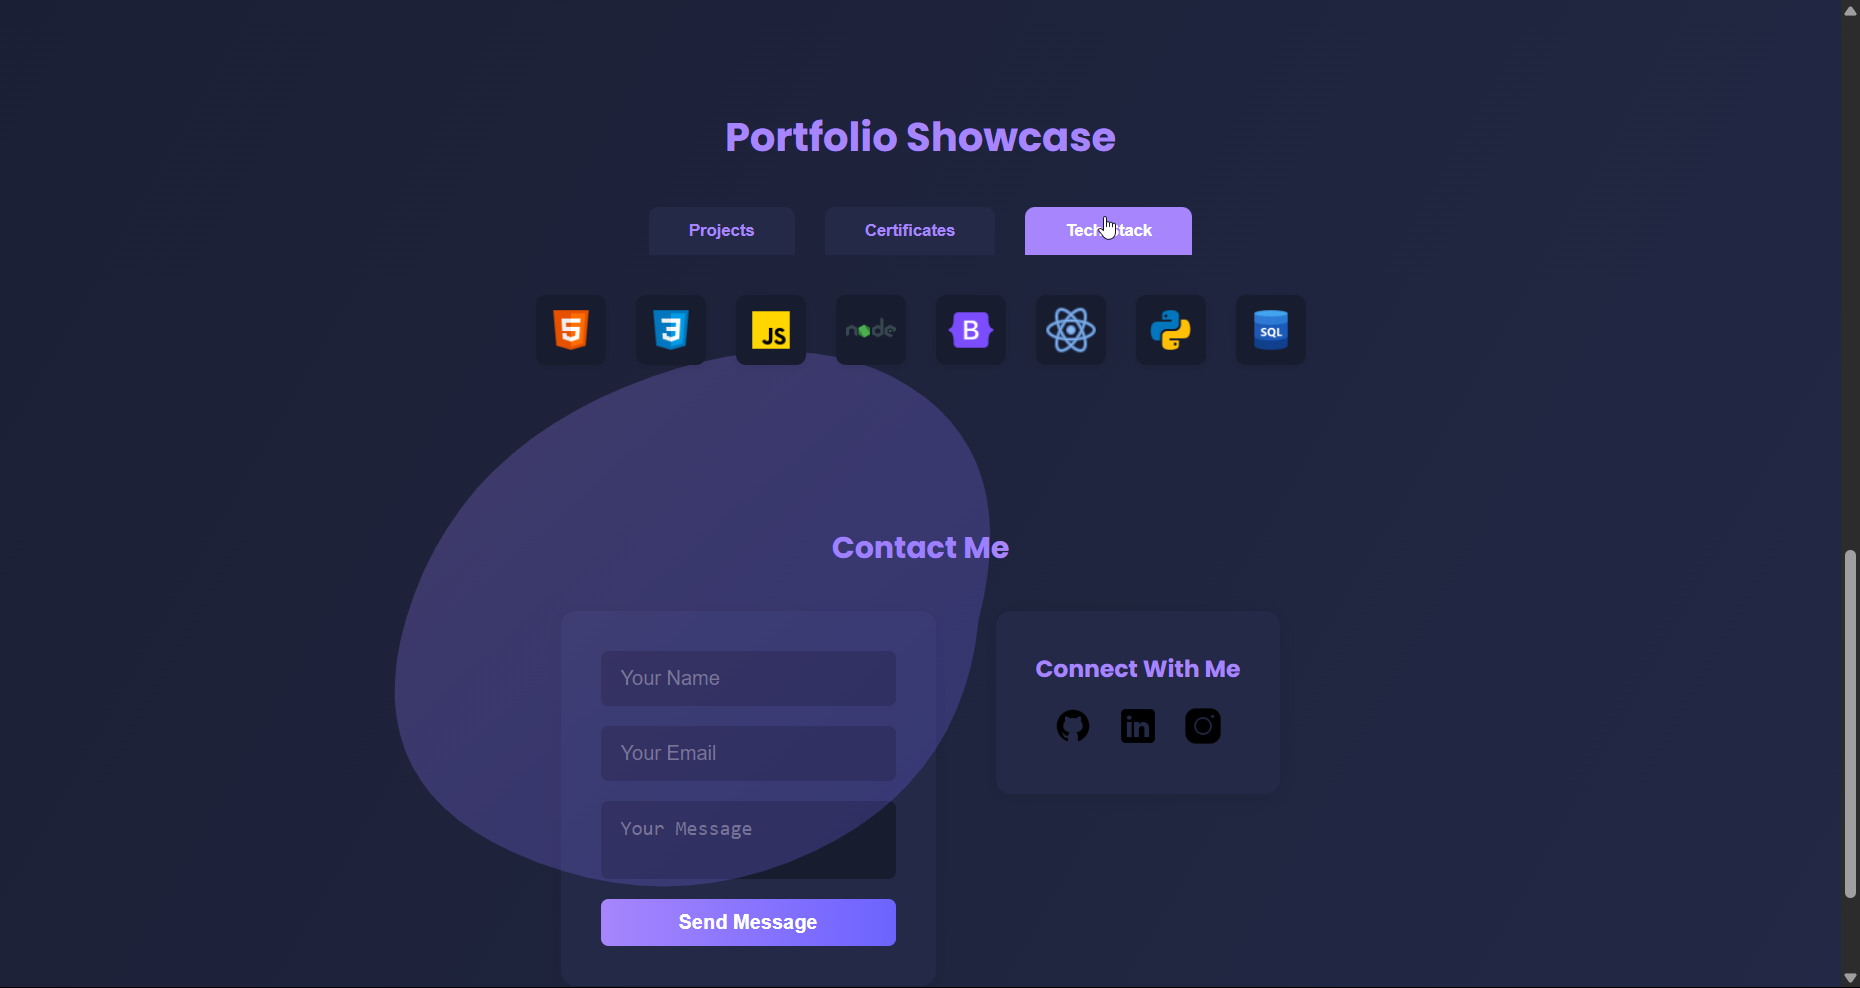 Portfolio Showcase
Projects
Certificates
Tech Stack
5
3
JS
node
B
SQL
Contact Me
Your Name
Your Email
Your Message
Send Message
Connect With Me
in